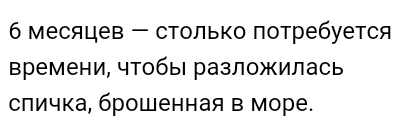 6 месяцев — столько потребуется
времени, чтобы разложилась
спичка, брошенная в море.